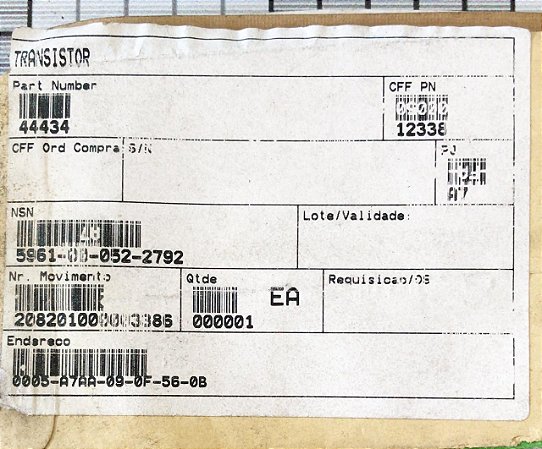 TRANSISTOR
Part Number
44434
CFF PN
12338
CFF Ord Compra S/N
PJ
A7
NSN
5961-00-052-2792
Lote/Validade:
Nr. Movimento
Qtde
000001
EA
Requisicao/OS
Endereco
0005-A7AA-09-0F-56-0B